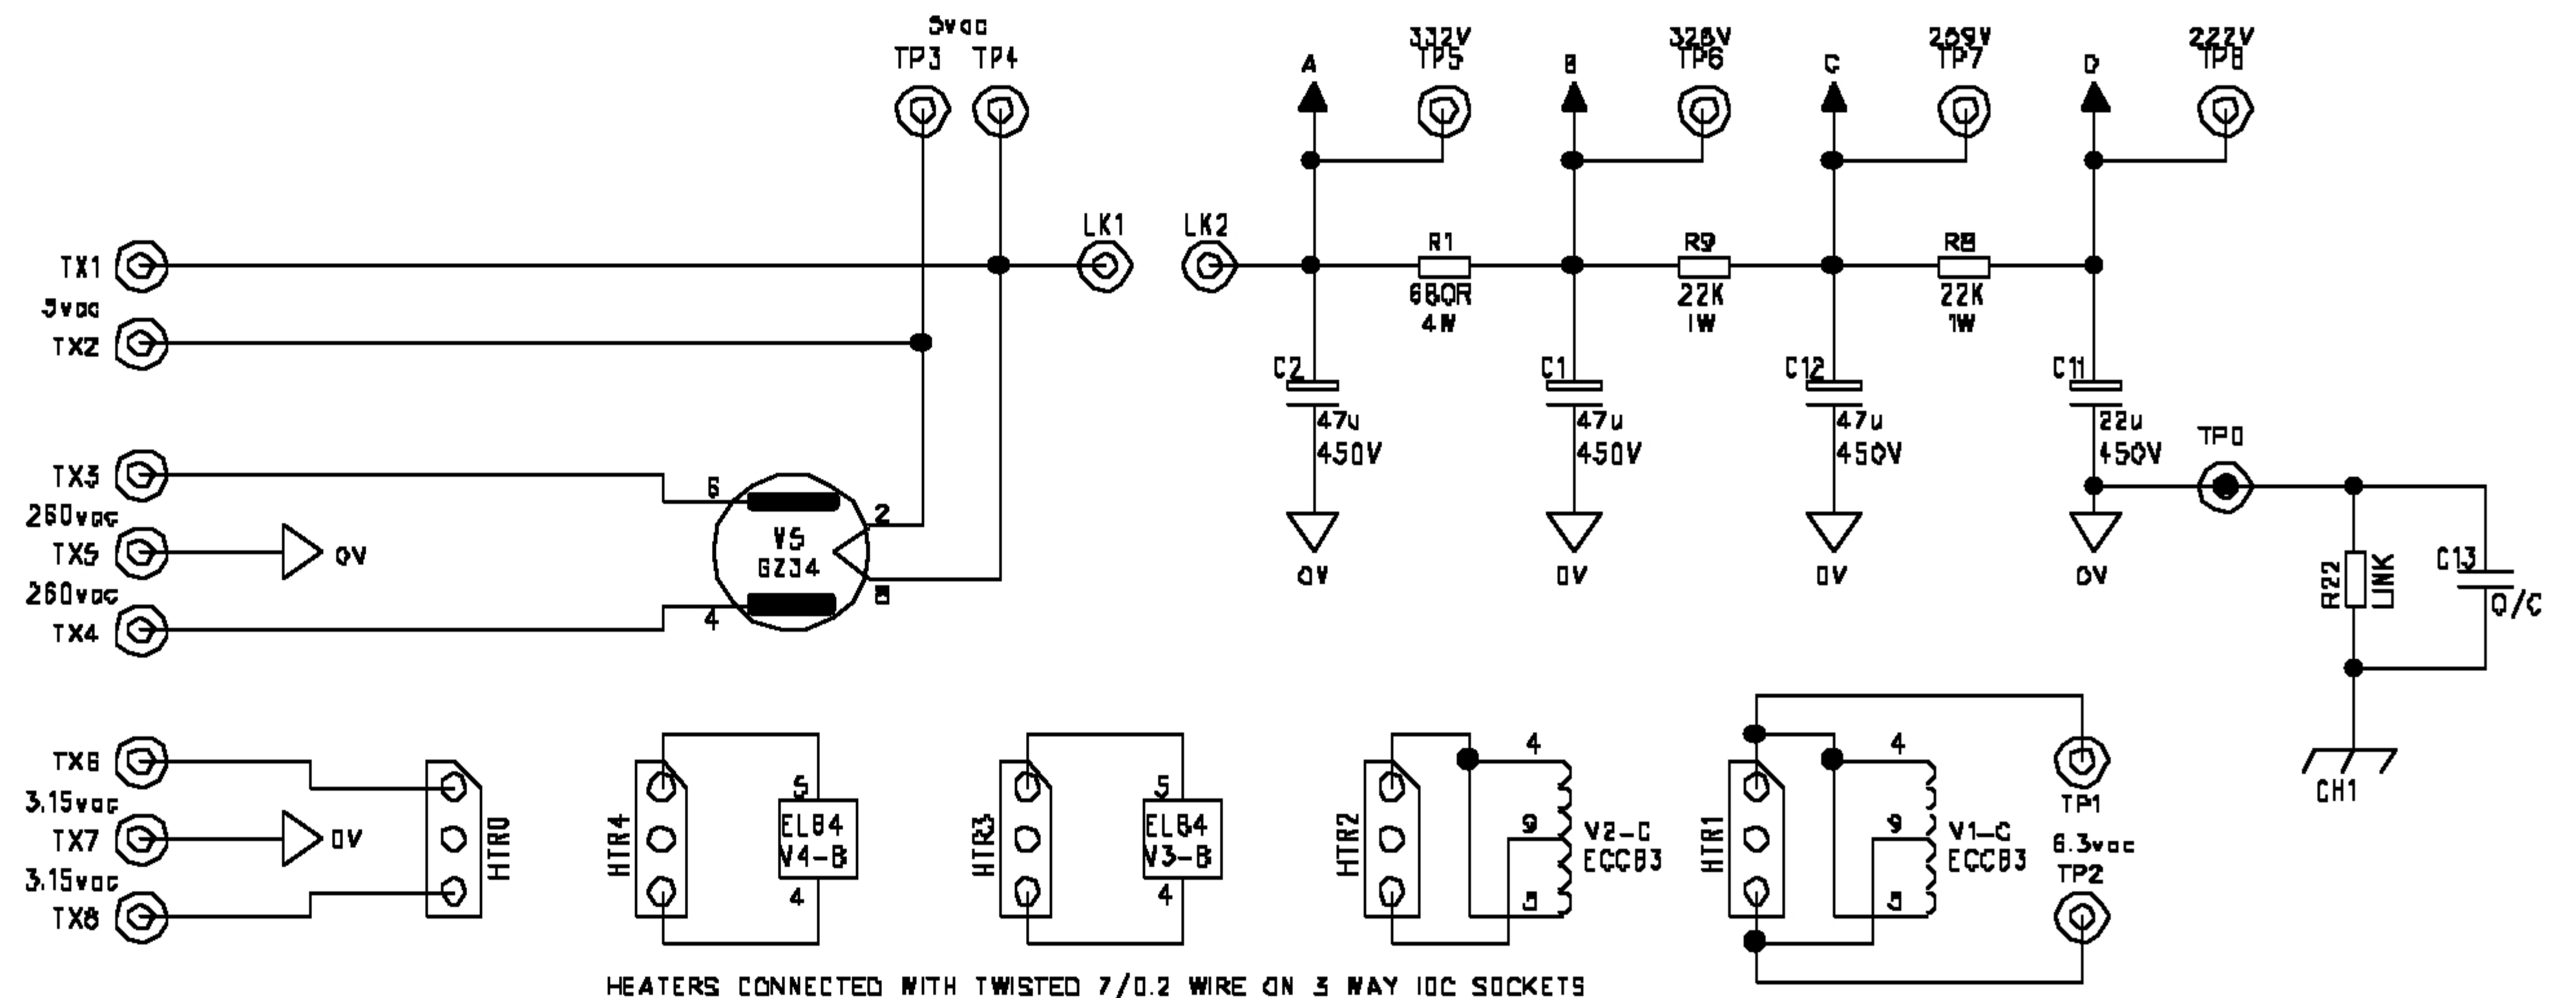 5vac
TP3 TP4
332V
A TP5
326V
B TP6
269V
C TP7
222V
D TP8
TX1
5vac
TX2
LK1 LK2
R1
680R
4W
R9
22K
1W
R8
22K
1W
C2
47u
450V
0V
C1
47u
450V
0V
C12
47u
450V
0V
C11
22u
450V
0V
TP0
R22
LINK
C13
O/C
CH1
TX3
260vac
TX5
0V
260vac
TX4
6
V5
GZ34
4
2
8
TX6
3.15vac
TX7
0V
3.15vac
TX8
HTR0
HTR4
5
EL84
V4-B
4
HTR3
5
EL84
V3-B
4
HTR2
4
9
5
V2-C
ECC83
HTR1
4
9
5
V1-C
ECC83
TP1
6.3vac
TP2
HEATERS CONNECTED WITH TWISTED 7/0.2 WIRE ON 3 WAY IDC SOCKETS